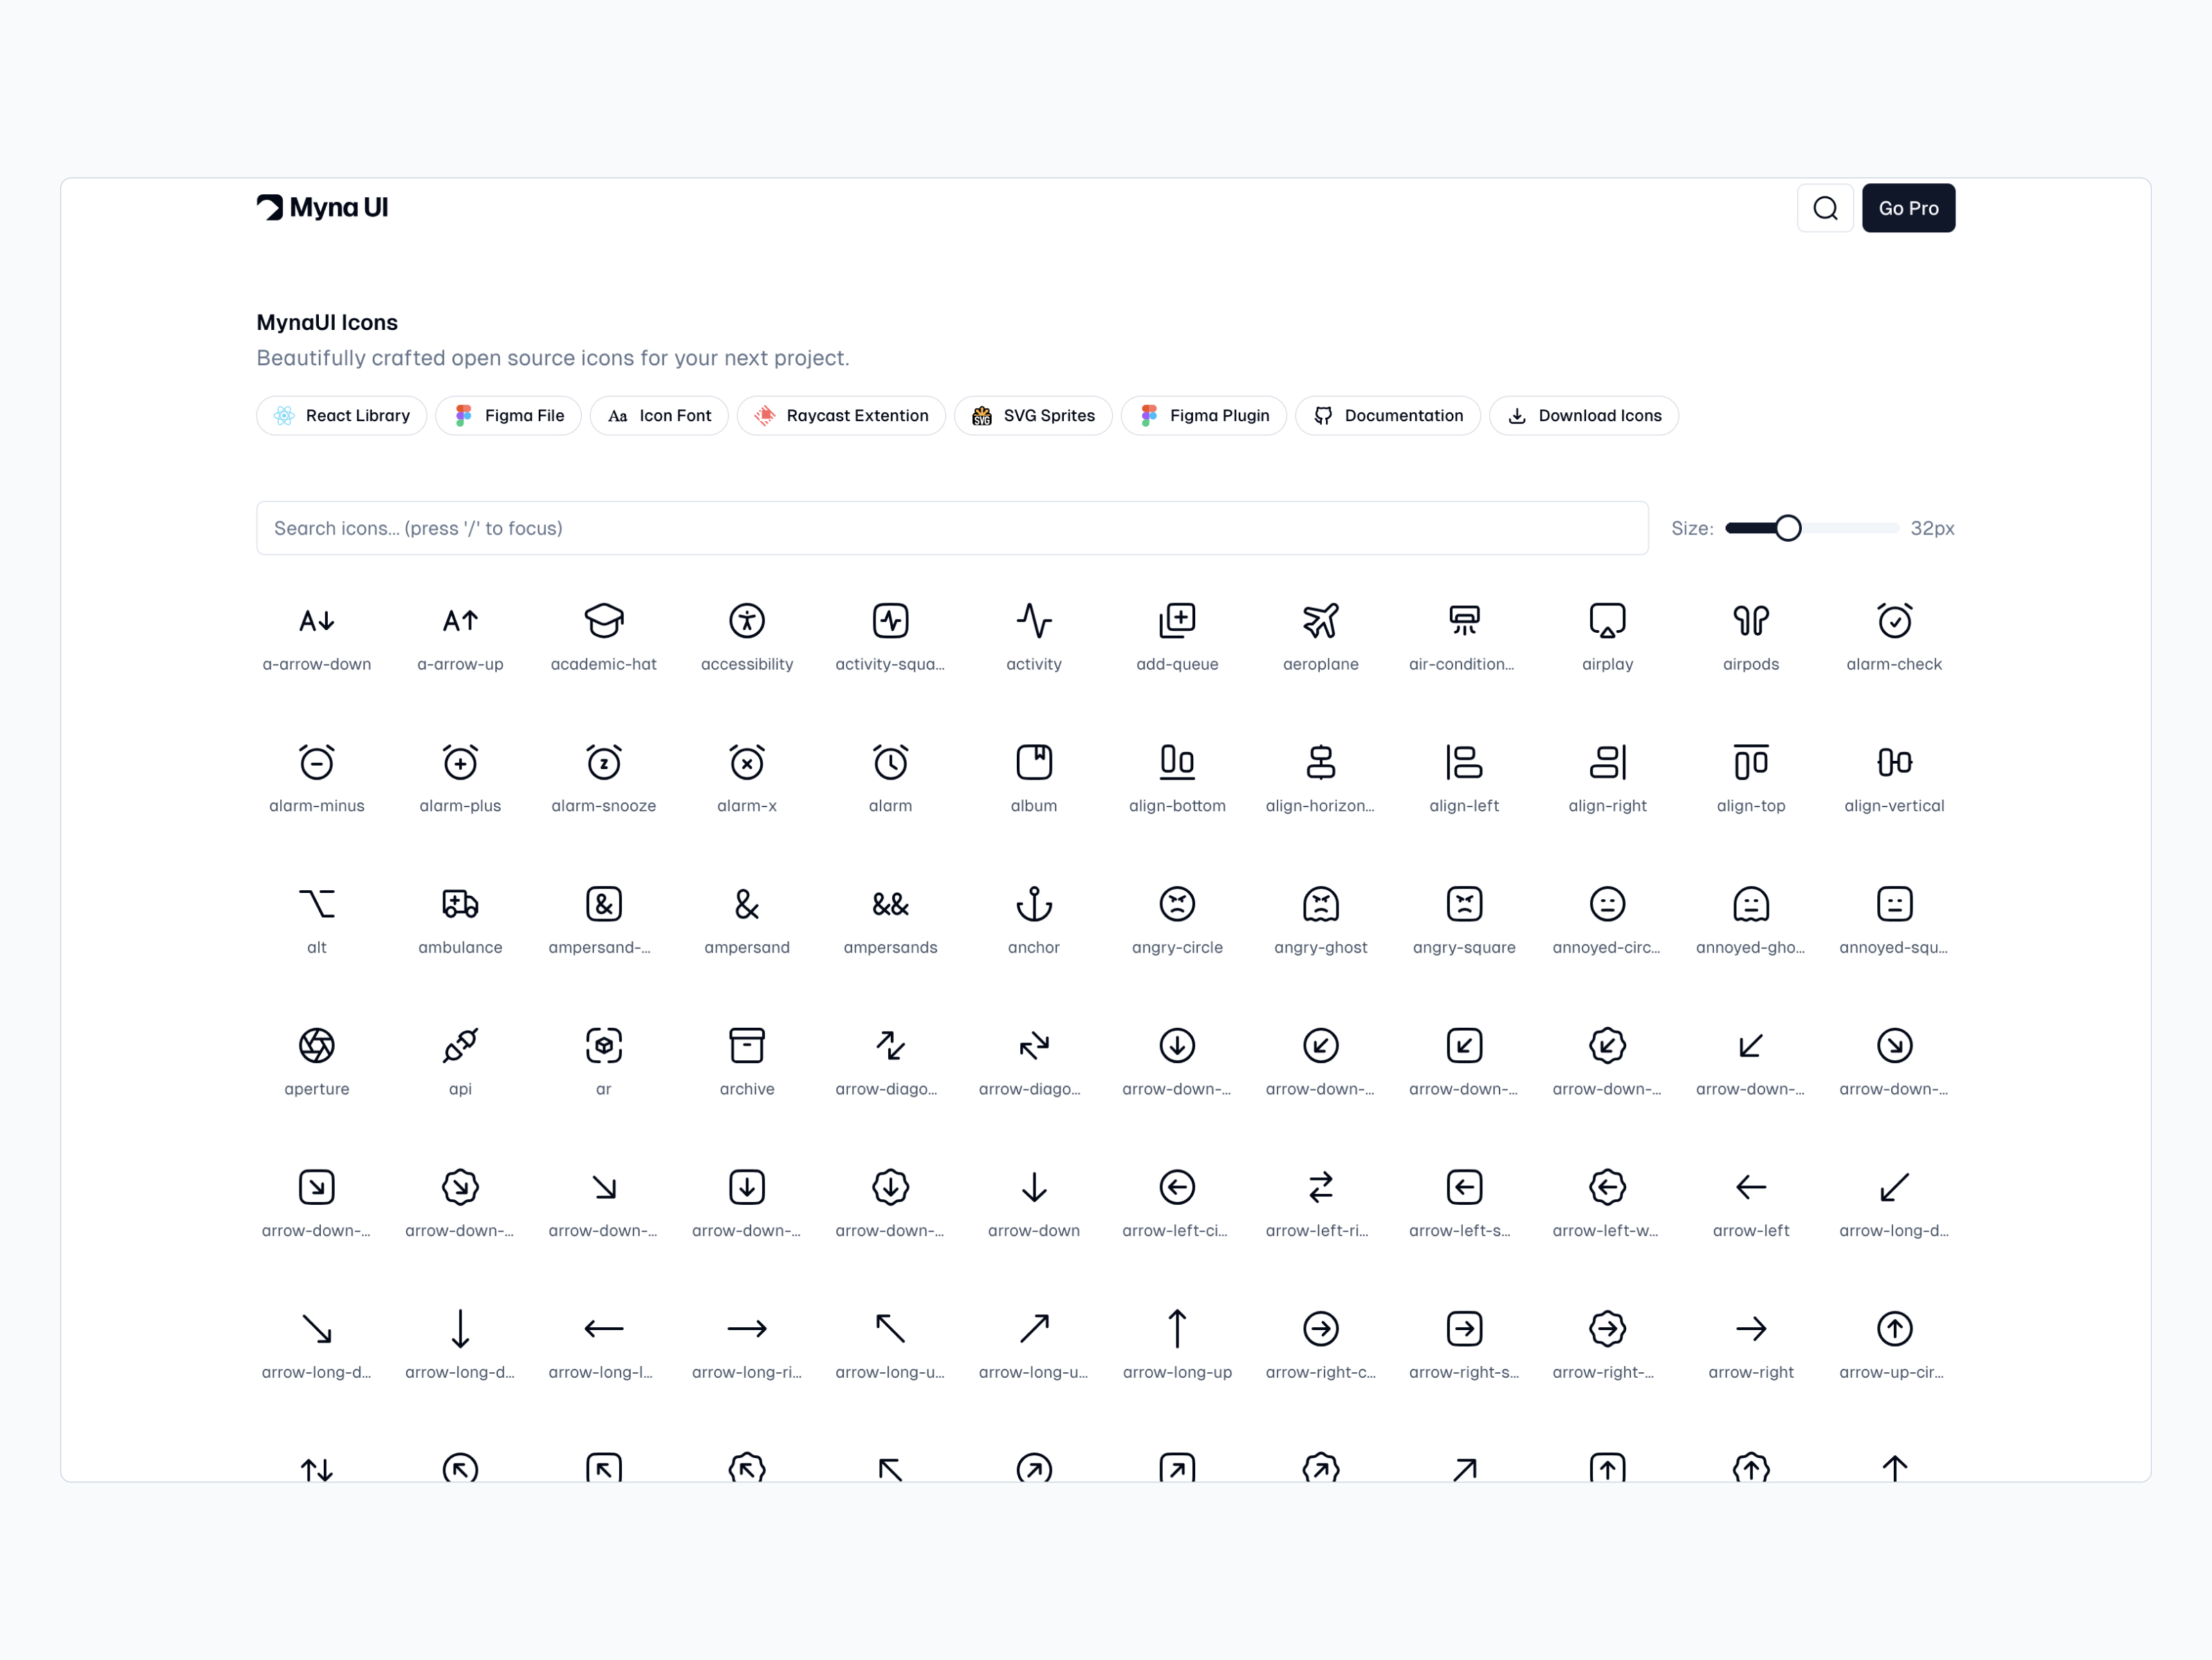 Myna UI
Go Pro
MynaUI Icons
Beautifully crafted open source icons for your next project.
React Library Figma File Aa Icon Font Raycast Extention SVG SVG Sprites Figma Plugin Documentation Download Icons
Search icons... (press '/' to focus) Size: 32px
a-arrow-down a-arrow-up academic-hat accessibility activity-squa... activity add-queue aeroplane air-condition... airplay airpods alarm-check
alarm-minus alarm-plus alarm-snooze alarm-x alarm album align-bottom align-horizon... align-left align-right align-top align-vertical
alt ambulance ampersand-... ampersand ampersands anchor angry-circle angry-ghost angry-square annoyed-circ... annoyed-gho... annoyed-squ...
aperture api ar archive arrow-diago... arrow-diago... arrow-down-... arrow-down-... arrow-down-... arrow-down-... arrow-down-... arrow-down-...
arrow-down-... arrow-down-... arrow-down-... arrow-down-... arrow-down-... arrow-down arrow-left-ci... arrow-left-ri... arrow-left-s... arrow-left-w... arrow-left arrow-long-d...
arrow-long-d... arrow-long-d... arrow-long-l... arrow-long-ri... arrow-long-u... arrow-long-u... arrow-long-up arrow-right-c... arrow-right-s... arrow-right-... arrow-right arrow-up-cir...